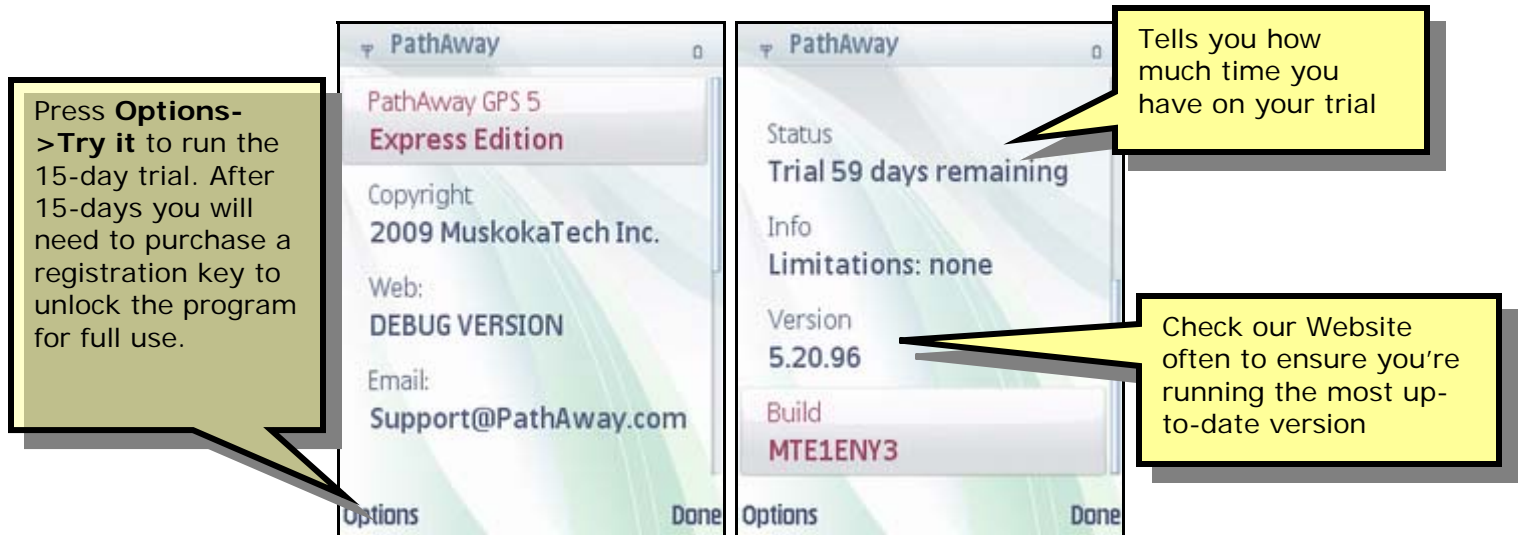 Press Options-
>Try it to run the
15-day trial. After
15-days you will
need to purchase a
registration key to
unlock the program
for full use.
PathAway
PathAway GPS 5
Express Edition
Copyright
2009 MuskokaTech Inc.
Web:
DEBUG VERSION
Email:
Support@PathAway.com
Options Done
PathAway
Status
Trial 59 days remaining
Info
Limitations: none
Version
5.20.96
Build
MTE1ENY3
Options Done
Tells you how
much time you
have on your trial
Check our Website
often to ensure you're
running the most up-
to-date version